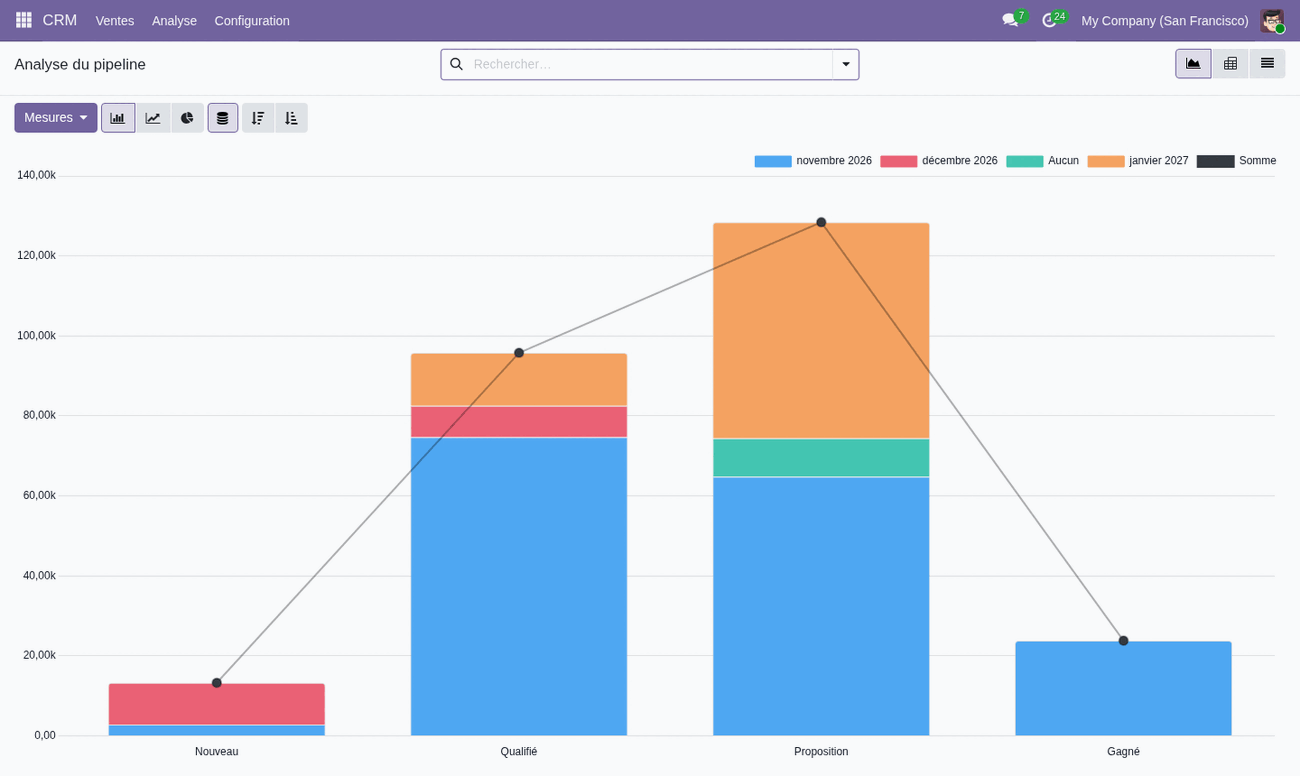 CRM Ventes Analyse Configuration 7 24 My Company (San Francisco)
Analyse du pipeline Rechercher...
Mesures
novembre 2026 décembre 2026 Aucun janvier 2027 Somme
140,00k
120,00k
100,00k
80,00k
60,00k
40,00k
20,00k
0,00
Nouveau Qualifié Proposition Gagné